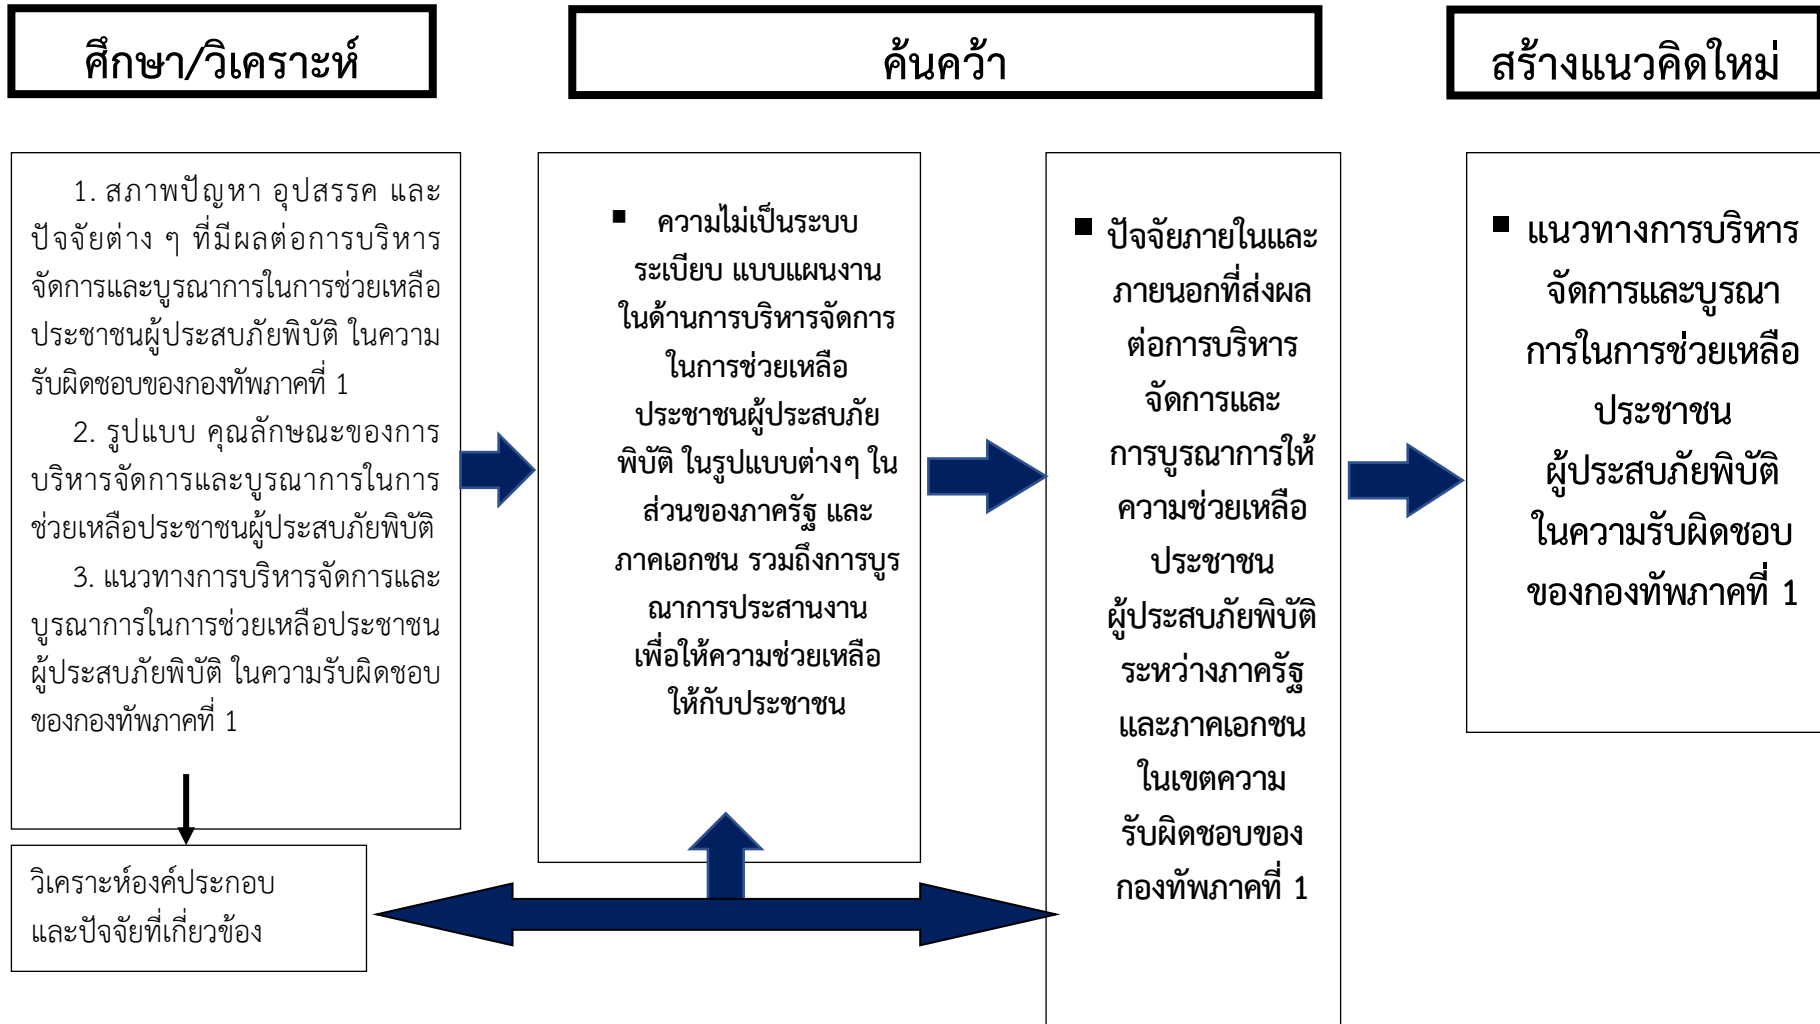 ศึกษา/วิเคราะห์
ค้นคว้า
สร้างแนวคิดใหม่
1. สภาพปัญหา อุปสรรค และ
ปัจจัยต่าง ๆ ที่มีผลต่อการบริหาร
จัดการและบูรณาการในการช่วยเหลือ
ประชาชนผู้ประสบภัยพิบัติ ในความ
รับผิดชอบของกองทัพภาคที่ 1
2. รูปแบบ คุณลักษณะของการ
บริหารจัดการและบูรณาการในการ
ช่วยเหลือประชาชนผู้ประสบภัยพิบัติ
3. แนวทางการบริหารจัดการและ
บูรณาการในการช่วยเหลือประชาชน
ผู้ประสบภัยพิบัติ ในความรับผิดชอบ
ของกองทัพภาคที่ 1
วิเคราะห์องค์ประกอบ
และปัจจัยที่เกี่ยวข้อง
▪ ความไม่เป็นระบบ
ระเบียบ แบบแผนงาน
ในด้านการบริหารจัดการ
ในการช่วยเหลือ
ประชาชนผู้ประสบภัย
พิบัติ ในรูปแบบต่างๆ ใน
ส่วนของภาครัฐ และ
ภาคเอกชน รวมถึงการบูร
ณาการประสานงาน
เพื่อให้ความช่วยเหลือ
ให้กับประชาชน
▪ ปัจจัยภายในและ
ภายนอกที่ส่งผล
ต่อการบริหาร
จัดการและ
การบูรณาการให้
ความช่วยเหลือ
ประชาชน
ผู้ประสบภัยพิบัติ
ระหว่างภาครัฐ
และภาคเอกชน
ในเขตความ
รับผิดชอบของ
กองทัพภาคที่ 1
▪ แนวทางการบริหาร
จัดการและบูรณา
การในการช่วยเหลือ
ประชาชน
ผู้ประสบภัยพิบัติ
ในความรับผิดชอบ
ของกองทัพภาคที่ 1